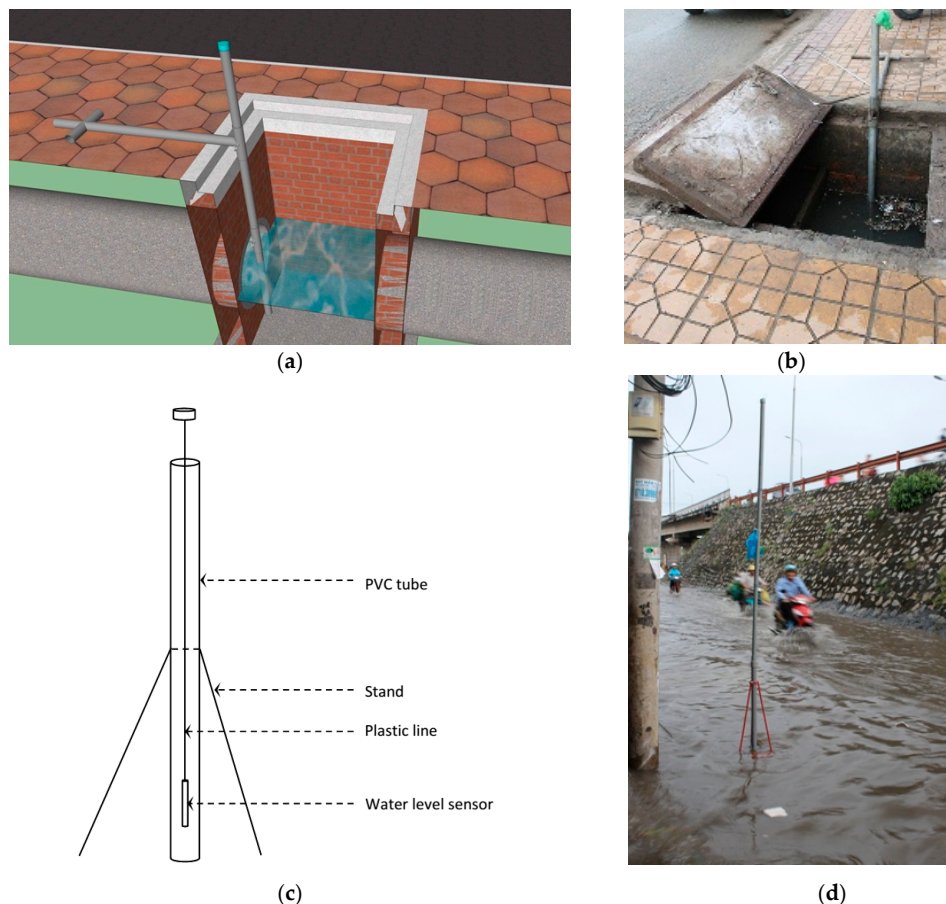 (a)
(b)
PVC tube
Stand
Plastic line
Water level sensor
(c)
(d)